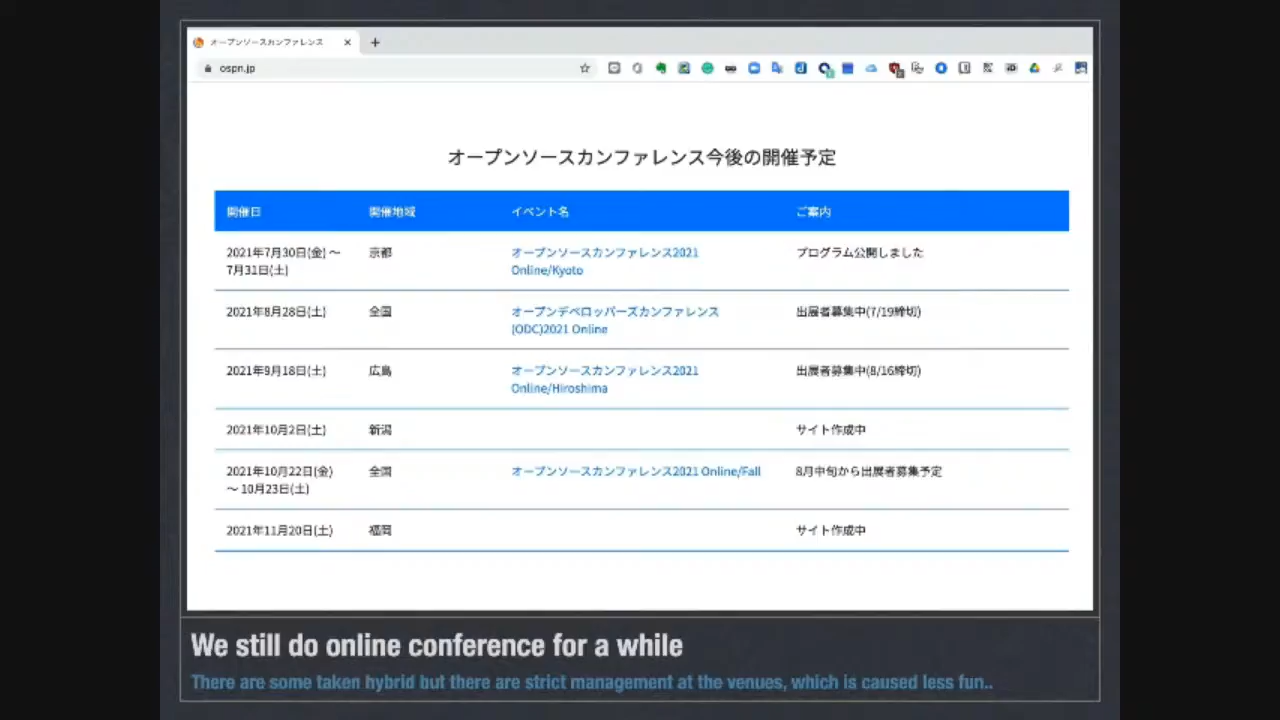 オープンソースカンファレンス
ospn.jp
オープンソースカンファレンス今後の開催予定
開催日 開催地域 イベント名 ご案内
2021年7月30日(金) ～ 京都 オープンソースカンファレンス2021 プログラム公開しました
7月31日(土) Online/Kyoto
2021年8月28日(土) 全国 オープンデベロッパーズカンファレンス 出展者募集中(7/19締切)
(ODC)2021 Online
2021年9月18日(土) 広島 オープンソースカンファレンス2021 出展者募集中(8/16締切)
Online/Hiroshima
2021年10月2日(土) 新潟 サイト作成中
2021年10月22日(金) 全国 オープンソースカンファレンス2021 Online/Fall 8月中旬から出展者募集予定
～ 10月23日(土)
2021年11月20日(土) 福岡 サイト作成中
We still do online conference for a while
There are some taken hybrid but there are strict management at the venues, which is caused less fun..